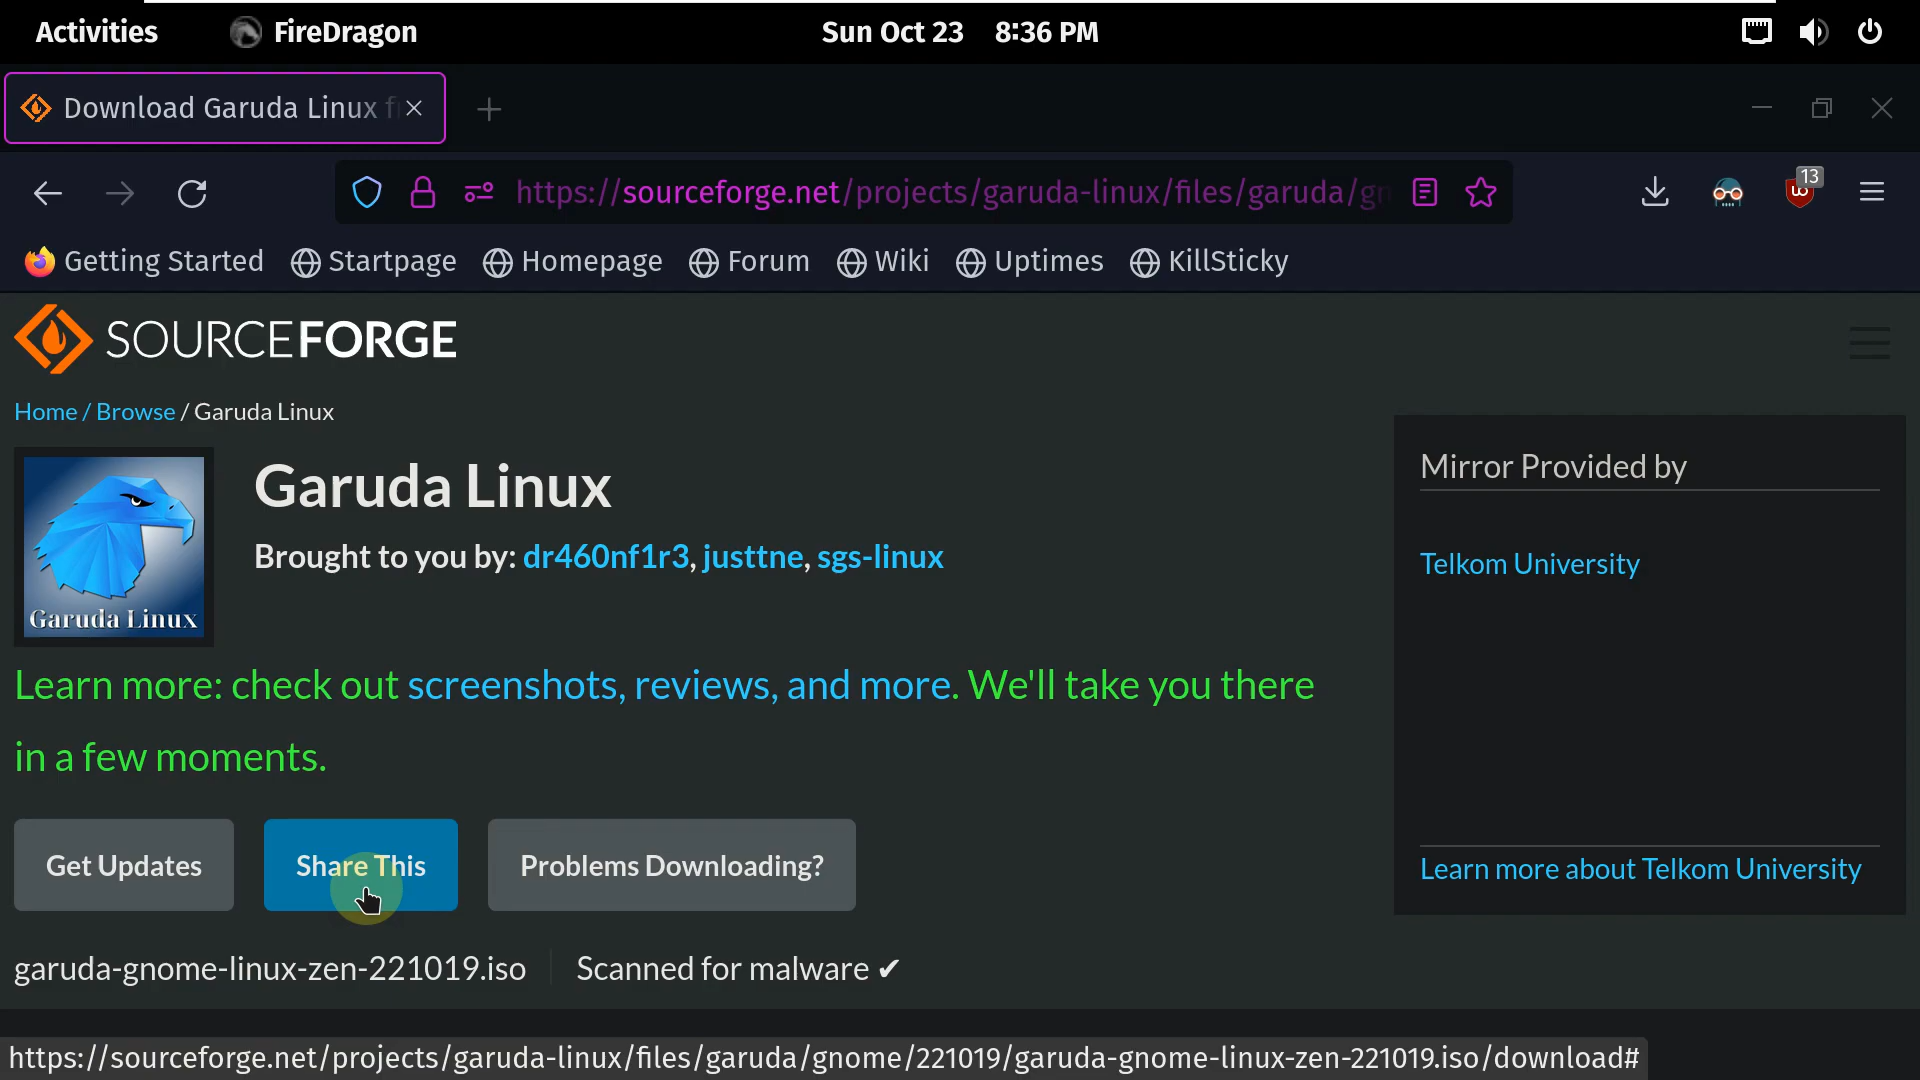 Activities FireDragon Sun Oct 23 8:36 PM
Download Garuda Linux
https://sourceforge.net/projects/garuda-linux/files/garuda/gn
13
Getting Started Startpage Homepage Forum Wiki Uptimes KillSticky
SOURCEFORGE
Home / Browse / Garuda Linux
Garuda Linux
Garuda Linux
Brought to you by: dr460nf1r3, justtne, sgs-linux
Mirror Provided by
Telkom University
Learn more: check out screenshots, reviews, and more. We'll take you there
in a few moments.
Get Updates Share This Problems Downloading?
Learn more about Telkom University
garuda-gnome-linux-zen-221019.iso Scanned for malware ✔
https://sourceforge.net/projects/garuda-linux/files/garuda/gnome/221019/garuda-gnome-linux-zen-221019.iso/download#